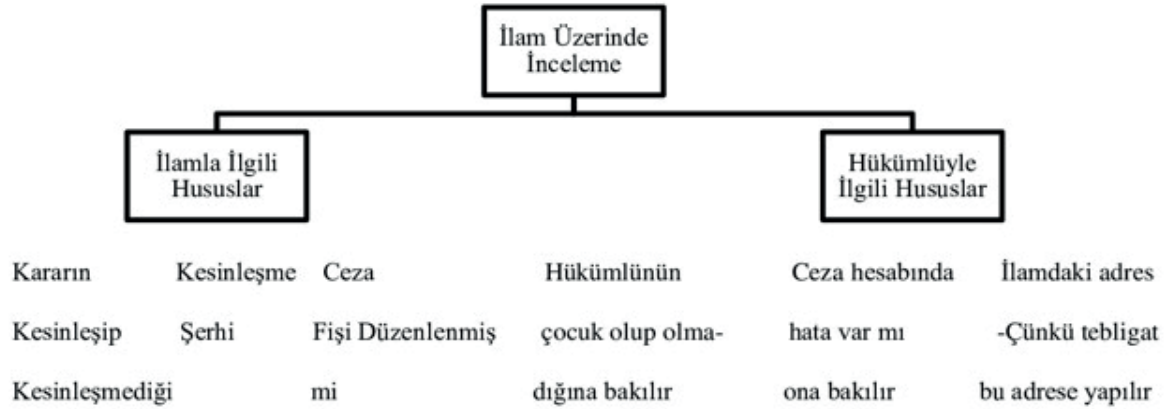 İlam Üzerinde
İnceleme
İlamla İlgili
Hususlar
Hükümlüyle
İlgili Hususlar
Kararın Kesinleşme Ceza Hükümlünün Ceza hesabında İlamdaki adres
Kesinleşip Şerhi Fişi Düzenlenmiş çocuk olup olma- hata var mı -Çünkü tebligat
Kesinleşmediği mi dığına bakılır ona bakılır bu adrese yapılır